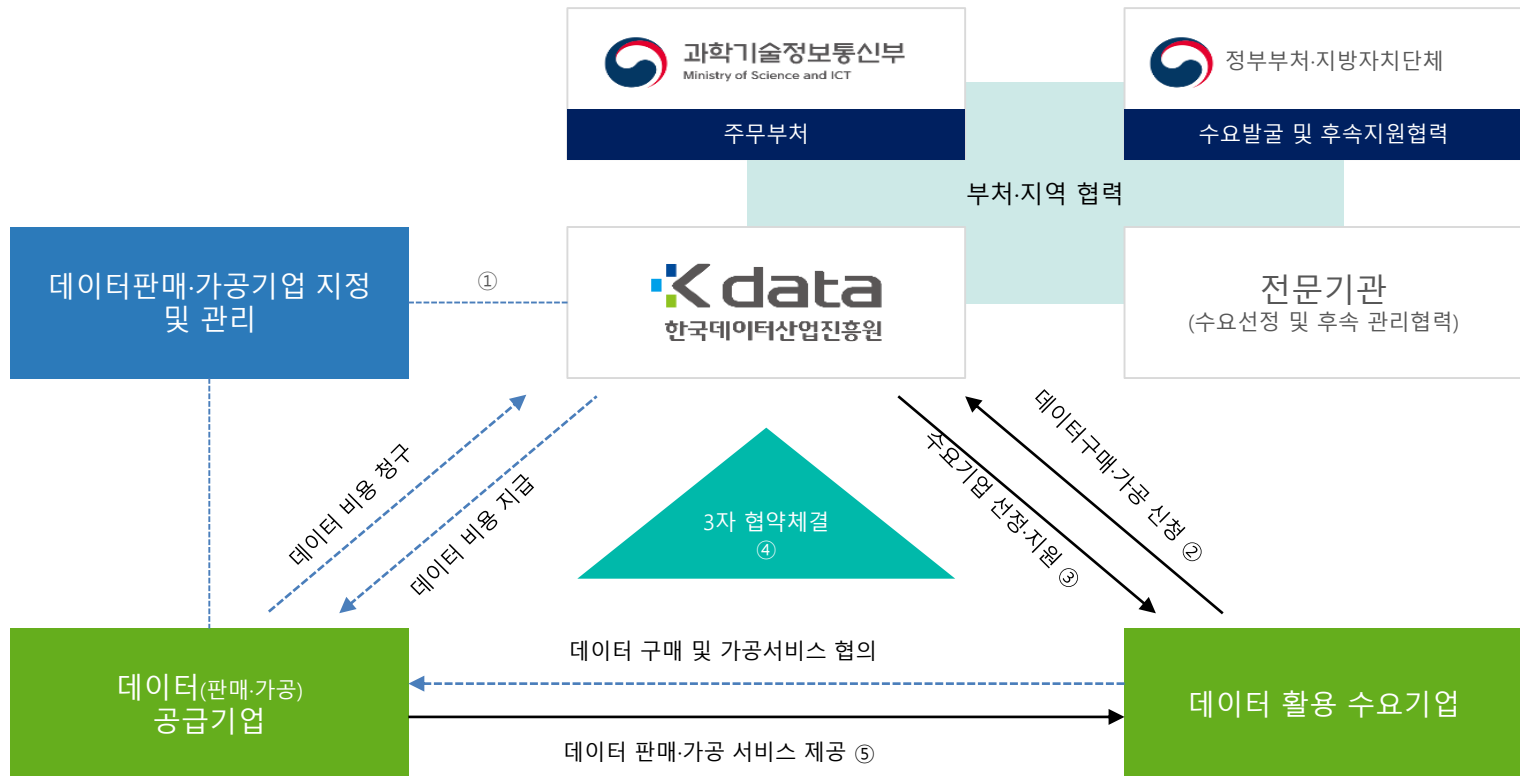 과학기술정보통신부
Ministry of Science and ICT
정부부처·지방자치단체
주무부처
수요발굴 및 후속지원협력
부처·지역 협력
데이터판매·가공기업 지정
및 관리
①
K data
한국데이터산업진흥원
전문기관
(수요선정 및 후속 관리협력)
데이터 비용 청구
데이터 비용 지급
3자 협약체결
④
수요기업 선정·지원 ③
데이터구매·가공 신청 ②
데이터 구매 및 가공서비스 협의
데이터(판매·가공)
공급기업
데이터 활용 수요기업
데이터 판매·가공 서비스 제공 ⑤